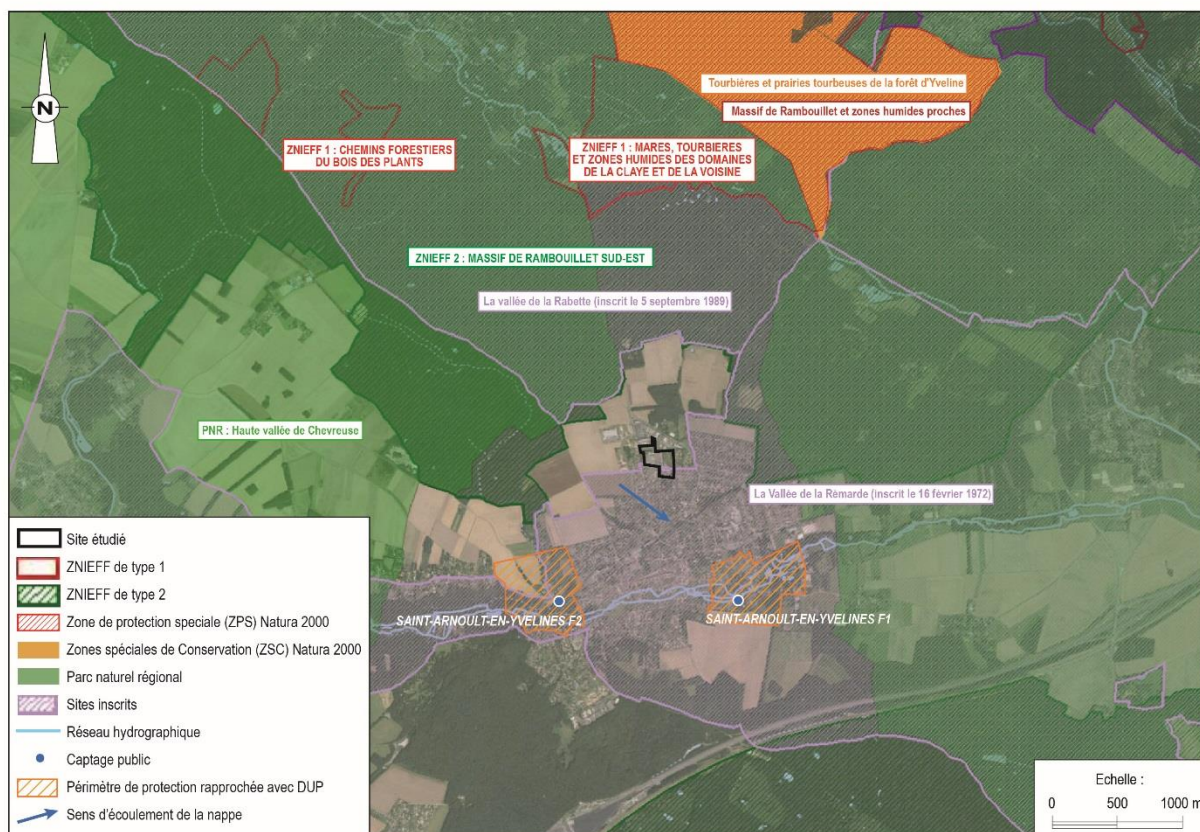 N
Tourbières et prairies tourbeuses de la forêt d'Yveline
Massif de Rambouillet et zones humides proches
ZNIEFF 1 : CHEMINS FORESTIERS
DU BOIS DES PLANTS
ZNIEFF 1 : MARES, TOURBIERES
ET ZONES HUMIDES DES DOMAINES
DE LA CLAYE ET DE LA VOISINE
ZNIEFF 2 : MASSIF DE RAMBOUILLET SUD-EST
La vallée de la Rabette (inscrit le 5 septembre 1989)
PNR : Haute vallée de Chevreuse
La Vallée de la Rémarde (inscrit le 16 février 1972)
SAINT-ARNOULT-EN-YVELINES F2
SAINT-ARNOULT-EN-YVELINES F1
Site étudié
ZNIEFF de type 1
ZNIEFF de type 2
Zone de protection speciale (ZPS) Natura 2000
Zones spéciales de Conservation (ZSC) Natura 2000
Parc naturel régional
Sites inscrits
Réseau hydrographique
Captage public
Périmètre de protection rapprochée avec DUP
Sens d'écoulement de la nappe
Echelle :
0 500 1000 m